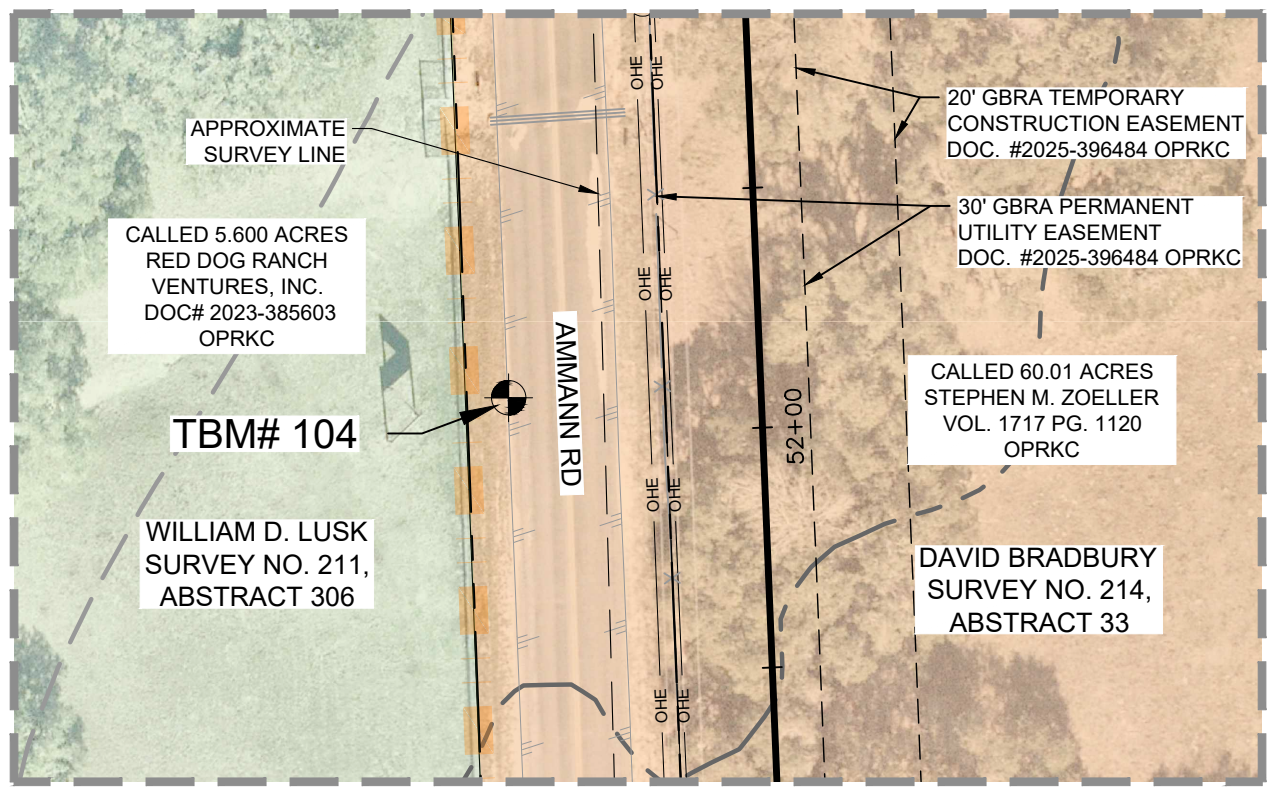 APPROXIMATE
SURVEY LINE
CALLED 5.600 ACRES
RED DOG RANCH
VENTURES, INC.
DOC# 2023-385603
OPRKC
TBM# 104
WILLIAM D. LUSK
SURVEY NO. 211,
ABSTRACT 306
AMMANN RD
OHE
OHE
OHE
OHE
OHE
OHE
OHE
OHE
52+00
20' GBRA TEMPORARY
CONSTRUCTION EASEMENT
DOC. #2025-396484 OPRKC
30' GBRA PERMANENT
UTILITY EASEMENT
DOC. #2025-396484 OPRKC
CALLED 60.01 ACRES
STEPHEN M. ZOELLER
VOL. 1717 PG. 1120
OPRKC
DAVID BRADBURY
SURVEY NO. 214,
ABSTRACT 33